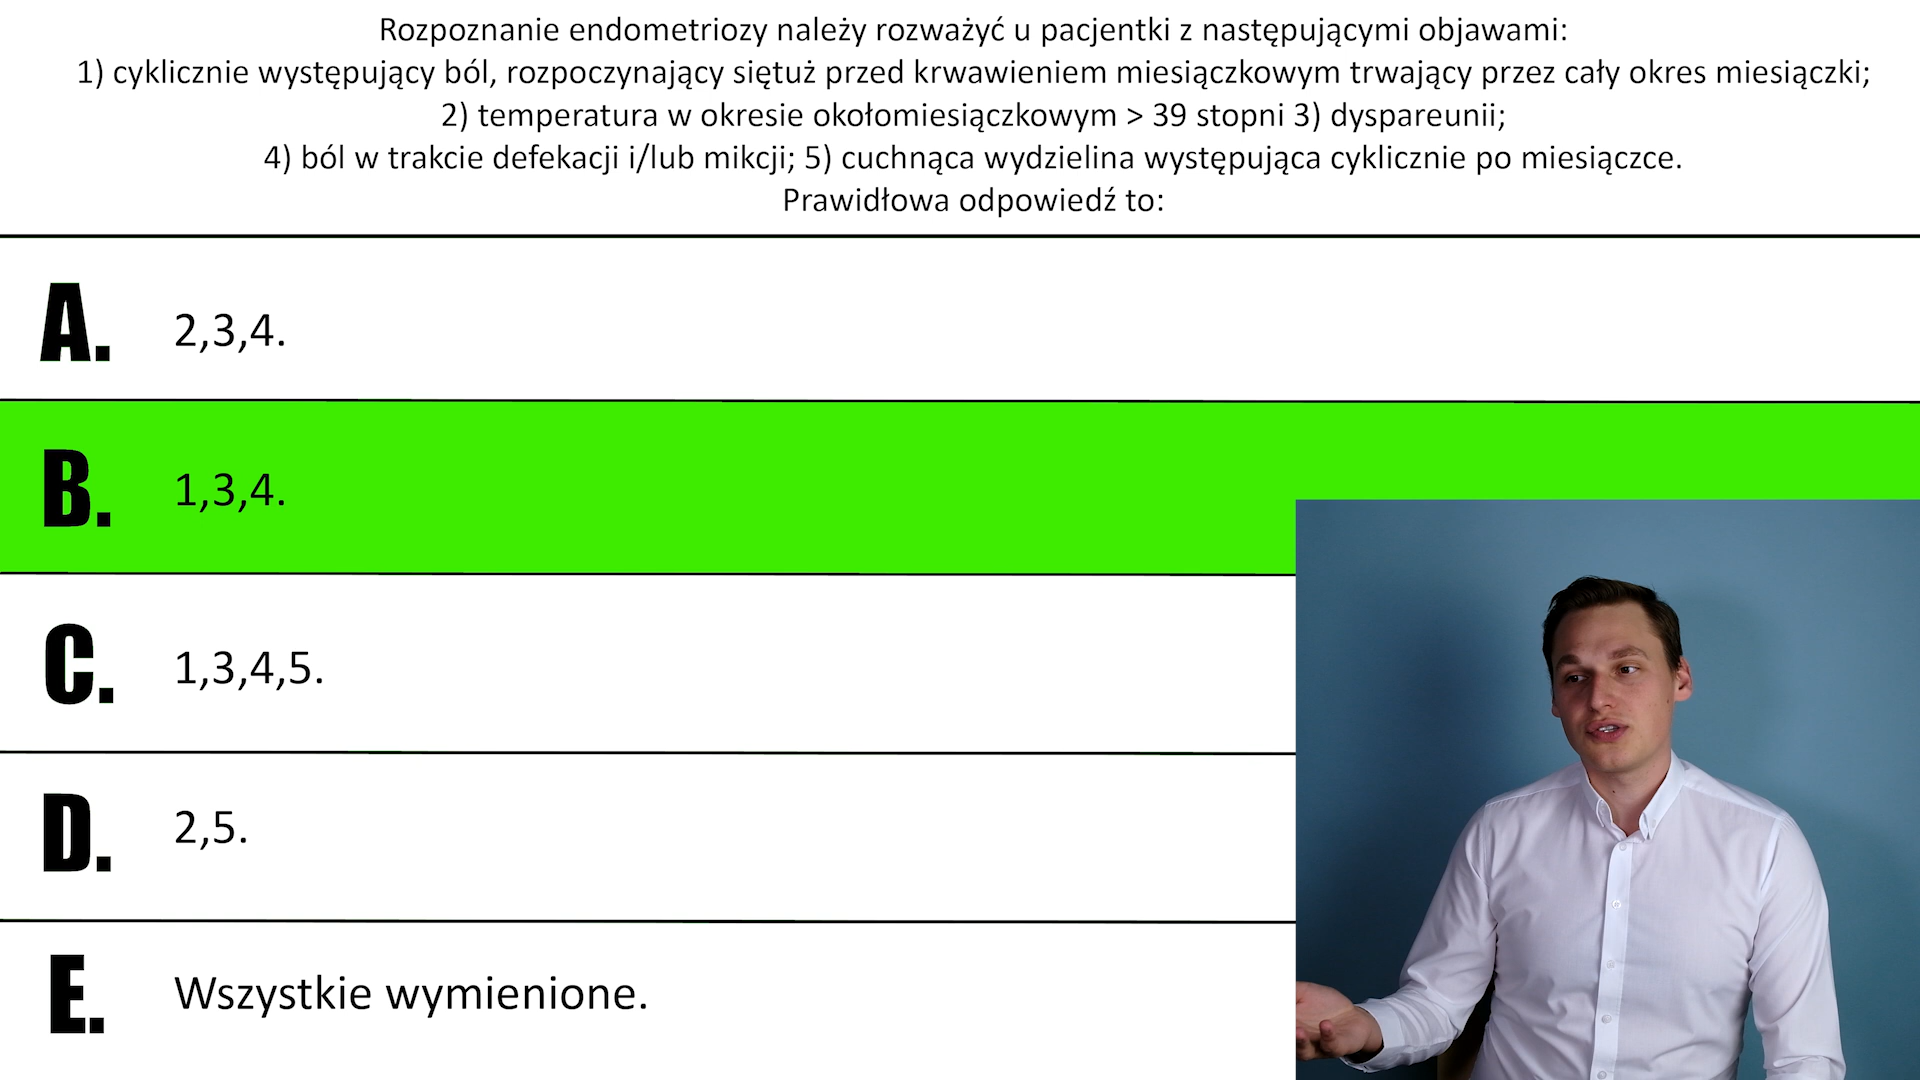 Rozpoznanie endometriozy należy rozważyć u pacjentki z następującymi objawami:
1) cyklicznie występujący ból, rozpoczynający siętuż przed krwawieniem miesiączkowym trwający przez cały okres miesiączki;
2) temperatura w okresie okołomiesiączkowym > 39 stopni 3) dyspareunii;
4) ból w trakcie defekacji i/lub mikcji; 5) cuchnąca wydzielina występująca cyklicznie po miesiączce.
Prawidłowa odpowiedź to:
A. 2,3,4.
B. 1,3,4.
C. 1,3,4,5.
D. 2,5.
E. Wszystkie wymienione.